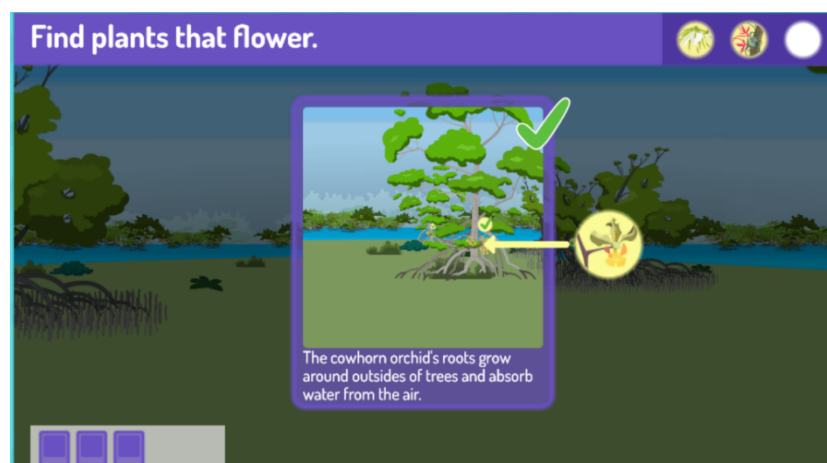 Find plants that flower.
The cowhorn orchid's roots grow
around outsides of trees and absorb
water from the air.